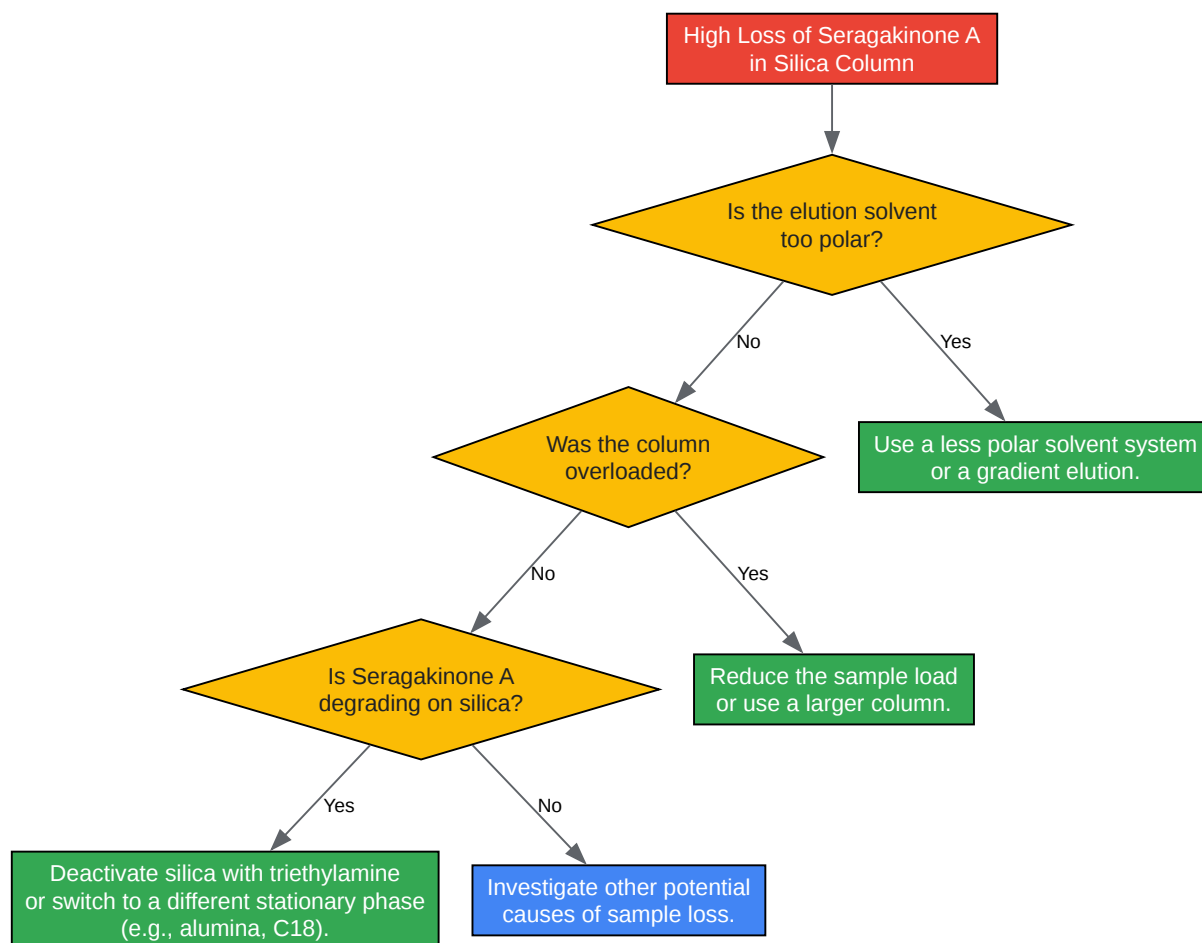 High Loss of Seragakinone A
in Silica Column
Is the elution solvent
too polar?
No
Yes
Was the column
overloaded?
Use a less polar solvent system
or a gradient elution.
No
Yes
Is Seragakinone A
degrading on silica?
Reduce the sample load
or use a larger column.
Yes
No
Deactivate silica with triethylamine
or switch to a different stationary phase
(e.g., alumina, C18).
Investigate other potential
causes of sample loss.